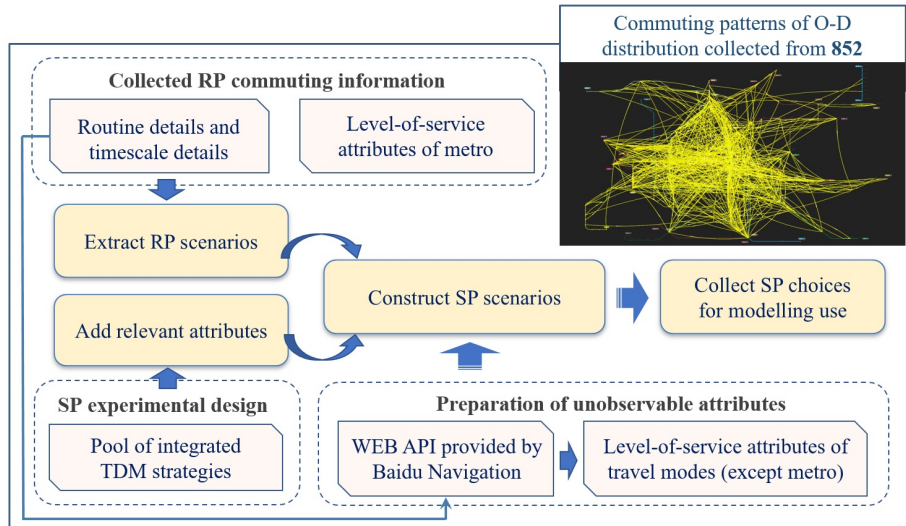 Commuting patterns of O-D
distribution collected from 852
Collected RP commuting information
Routine details and
timescale details
Level-of-service
attributes of metro
Extract RP scenarios
Add relevant attributes
Construct SP scenarios
Collect SP choices
for modelling use
SP experimental design
Pool of integrated
TDM strategies
Preparation of unobservable attributes
WEB API provided by
Baidu Navigation
Level-of-service attributes of
travel modes (except metro)